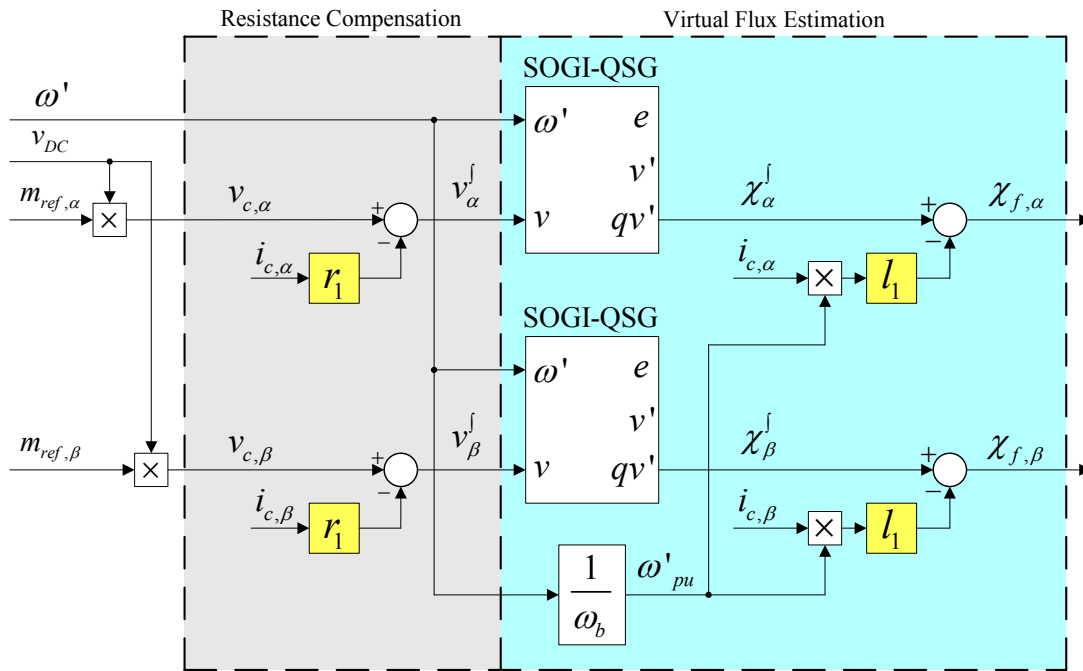 Resistance Compensation
Virtual Flux Estimation
SOGI-QSG
ω'
ω' e
v_DC
v'
m_ref,α
×
v_c,α
+
−
v_α^∫
v qv'
χ_α^∫
+
−
χ_f,α
i_c,α
r_1
i_c,α
×
l_1
SOGI-QSG
ω' e
v'
m_ref,β
×
v_c,β
+
−
v_β^∫
v qv'
χ_β^∫
+
−
χ_f,β
i_c,β
r_1
i_c,β
×
l_1
1
ω_b
ω'_pu